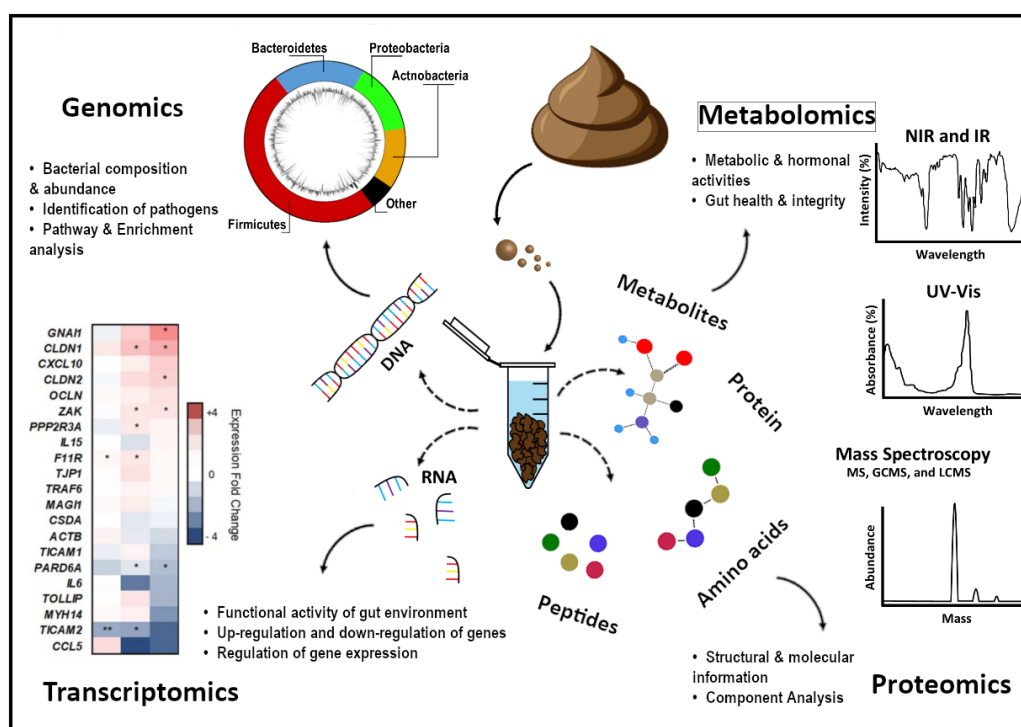 Genomics
• Bacterial composition
& abundance
• Identification of pathogens
• Pathway & Enrichment
analysis
Bacteroidetes
Proteobacteria
Actnobacteria
Other
Firmicutes
Metabolomics
• Metabolic & hormonal
activities
• Gut health & integrity
NIR and IR
Intensity (%)
Wavelength
UV-Vis
Absorbance (%)
Wavelength
Mass Spectroscopy
MS, GCMS, and LCMS
Abundance
Mass
DNA
RNA
Metabolites
Protein
Amino acids
Peptides
GNAI1
*
CLDN1
* *
CXCL10
CLDN2
*
OCLN
ZAK
* *
PPP2R3A
*
IL15
F11R
* *
TJP1
TRAF6
MAGI1
CSDA
ACTB
TICAM1
PARD6A
* *
IL6
TOLLIP
MYH14
TICAM2
** *
CCL5
+4
0
- 4
Expression Fold Change
• Functional activity of gut environment
• Up-regulation and down-regulation of genes
• Regulation of gene expression
Transcriptomics
• Structural & molecular
information
• Component Analysis
Proteomics